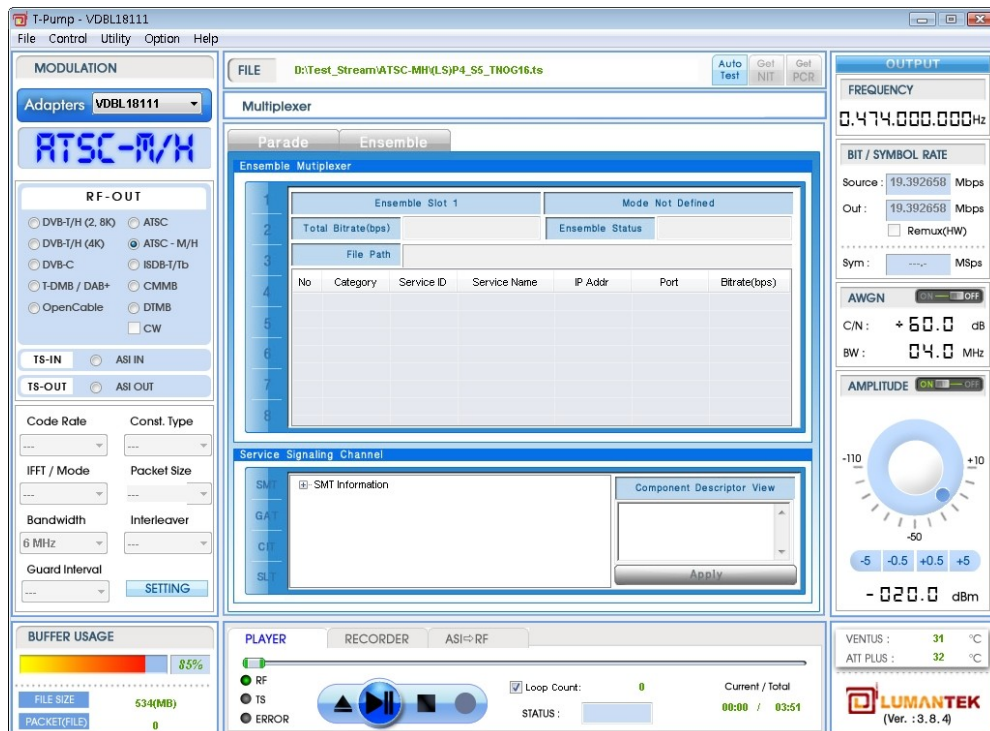 T-Pump - VDBL18111
File Control Utility Option Help
MODULATION
Adapters VDBL18111
ATSC-M/H
RF-OUT
DVB-T/H (2, 8K) ATSC
DVB-T/H (4K) ATSC - M/H
DVB-C ISDB-T/Tb
T-DMB / DAB+ CMMB
OpenCable DTMB
CW
TS-IN ASI IN
TS-OUT ASI OUT
Code Rate Const. Type
--- ---
IFFT / Mode Packet Size
--- ---
Bandwidth Interleaver
6 MHz ---
Guard Interval
--- SETTING
BUFFER USAGE
85%
FILE SIZE 534(MB)
PACKET(FILE) 0
FILE D:\Test_Stream\ATSC-MH\(LS)P4_S5_TNOG16.ts
Auto Test Get NIT Get PCR
Multiplexer
Parade Ensemble
Ensemble Mutiplexer
1 Ensemble Slot 1 Mode Not Defined
2 Total Bitrate(bps) Ensemble Status
3 File Path
No Category Service ID Service Name IP Addr Port Bitrate(bps)
4
5
6
7
8
Service Signaling Channel
SMT SMT Information Component Descriptor View
GAT
CIT
SLT Apply
PLAYER RECORDER ASI⇨RF
RF
TS
ERROR
Loop Count: 0 Current / Total
STATUS : 00:00 / 03:51
OUTPUT
FREQUENCY
0.474.000.000Hz
BIT / SYMBOL RATE
Source : 19.392658 Mbps
Out : 19.392658 Mbps
Remux(HW)
Sym : ---.- MSps
AWGN ON OFF
C/N : +60.0 dB
BW : 04.0 MHz
AMPLITUDE ON OFF
-110 +10
-50
-5 -0.5 +0.5 +5
-020.0 dBm
VENTUS : 31 °C
ATT PLUS : 32 °C
LUMANTEK
(Ver. :3.8.4)